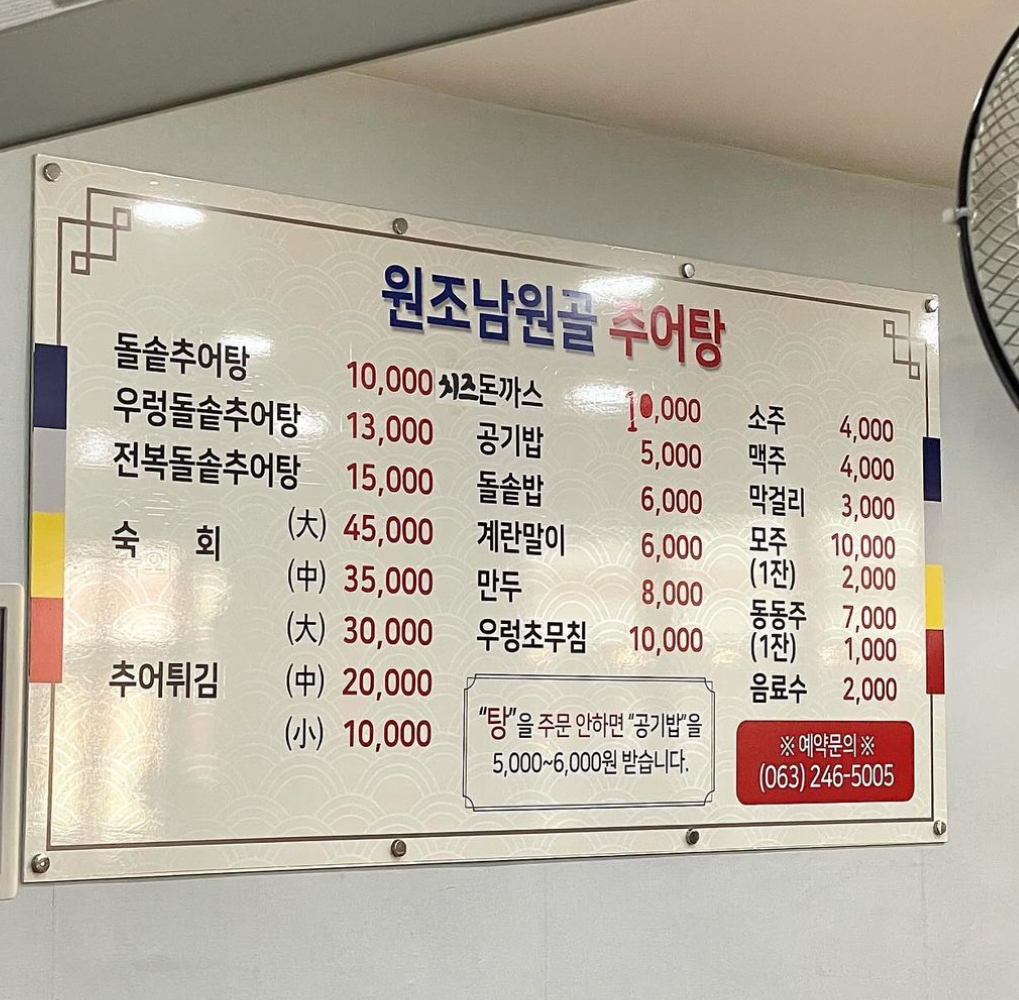 원조남원골 추어탕
돌솥추어탕 10,000
우렁돌솥추어탕 13,000
전복돌솥추어탕 15,000
숙 회 (大) 45,000
(中) 35,000
(大) 30,000
추어튀김 (中) 20,000
(小) 10,000
치즈돈까스 10,000
공기밥 5,000
돌솥밥 6,000
계란말이 6,000
만두 8,000
우렁초무침 10,000
"탕"을 주문 안하면 "공기밥"을
5,000~6,000원 받습니다.
소주 4,000
맥주 4,000
막걸리 3,000
모주 10,000
(1잔) 2,000
동동주 7,000
(1잔) 1,000
음료수 2,000
※ 예약문의 ※
(063) 246-5005